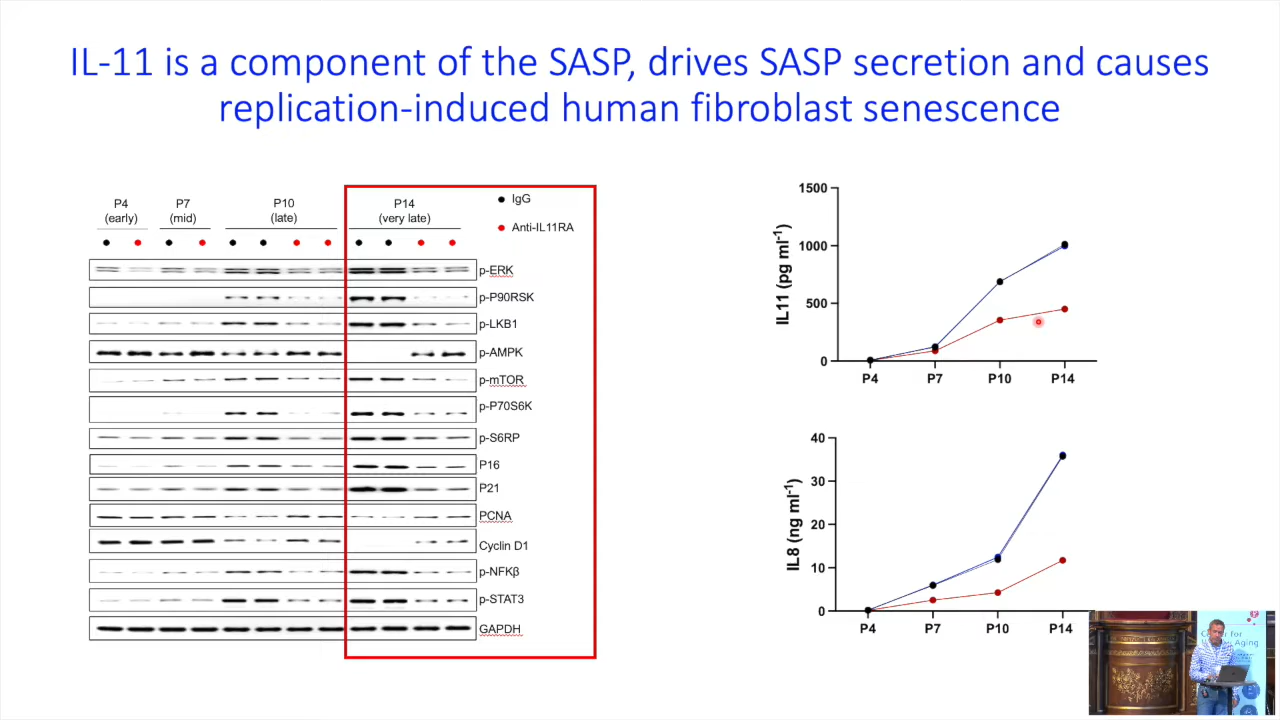 IL-11 is a component of the SASP, drives SASP secretion and causes
replication-induced human fibroblast senescence
P4
(early)
P7
(mid)
P10
(late)
P14
(very late)
IgG
Anti-IL11RA
p-ERK
p-P90RSK
p-LKB1
p-AMPK
p-mTOR
p-P70S6K
p-S6RP
P16
P21
PCNA
Cyclin D1
p-NFKβ
p-STAT3
GAPDH
IL11 (pg ml-1)
1500
1000
500
0
P4 P7 P10 P14
IL8 (ng ml-1)
40
30
20
10
0
P4 P7 P10 P14
Aging